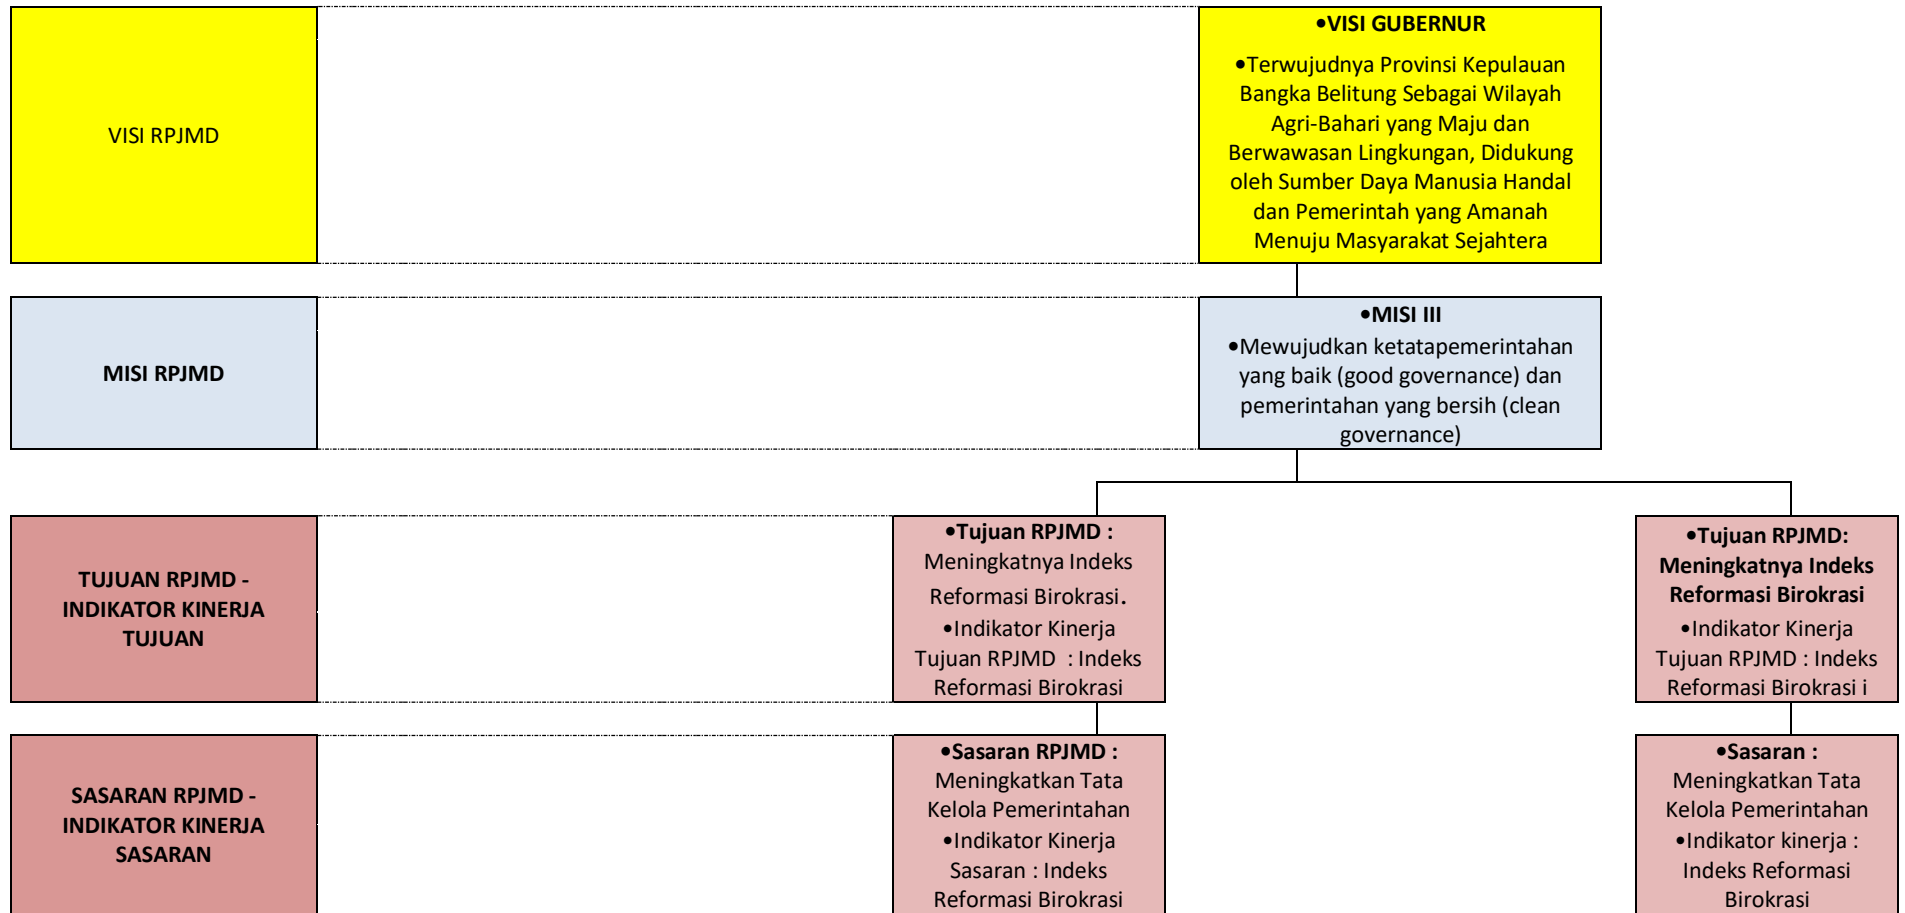 VISI RPJMD
•VISI GUBERNUR
•Terwujudnya Provinsi Kepulauan
Bangka Belitung Sebagai Wilayah
Agri-Bahari yang Maju dan
Berwawasan Lingkungan, Didukung
oleh Sumber Daya Manusia Handal
dan Pemerintah yang Amanah
Menuju Masyarakat Sejahtera
MISI RPJMD
•MISI III
•Mewujudkan ketatapemerintahan
yang baik (good governance) dan
pemerintahan yang bersih (clean
governance)
TUJUAN RPJMD -
INDIKATOR KINERJA
TUJUAN
•Tujuan RPJMD :
Meningkatnya Indeks
Reformasi Birokrasi.
•Indikator Kinerja
Tujuan RPJMD : Indeks
Reformasi Birokrasi
•Tujuan RPJMD:
Meningkatnya Indeks
Reformasi Birokrasi
•Indikator Kinerja
Tujuan RPJMD : Indeks
Reformasi Birokrasi i
SASARAN RPJMD -
INDIKATOR KINERJA
SASARAN
•Sasaran RPJMD :
Meningkatkan Tata
Kelola Pemerintahan
•Indikator Kinerja
Sasaran : Indeks
Reformasi Birokrasi
•Sasaran :
Meningkatkan Tata
Kelola Pemerintahan
•Indikator kinerja :
Indeks Reformasi
Birokrasi